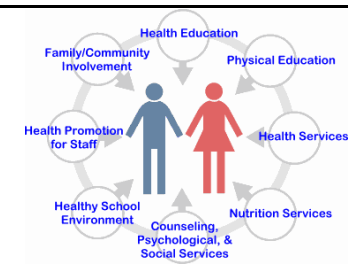 Health Education
Family/Community
Involvement
Physical Education
Health Promotion
for Staff
Health Services
Healthy School
Environment
Nutrition Services
Counseling,
Psychological, &
Social Services